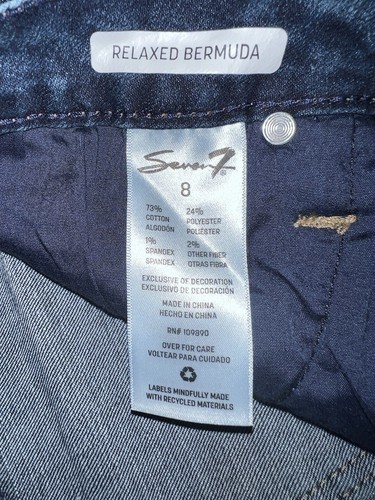 RELAXED BERMUDA
Seven7
8
73% 24%
COTTON POLYESTER
ALGODÓN POLIÉSTER
1% 2%
SPANDEX OTHER FIBER
SPANDEX OTRAS FIBRA
EXCLUSIVE OF DECORATION
EXCLUSIVO DE DECORACIÓN
MADE IN CHINA
HECHO EN CHINA
RN# 109890
OVER FOR CARE
VOLTEAR PARA CUIDADO
LABELS MINDFULLY MADE
WITH RECYCLED MATERIALS